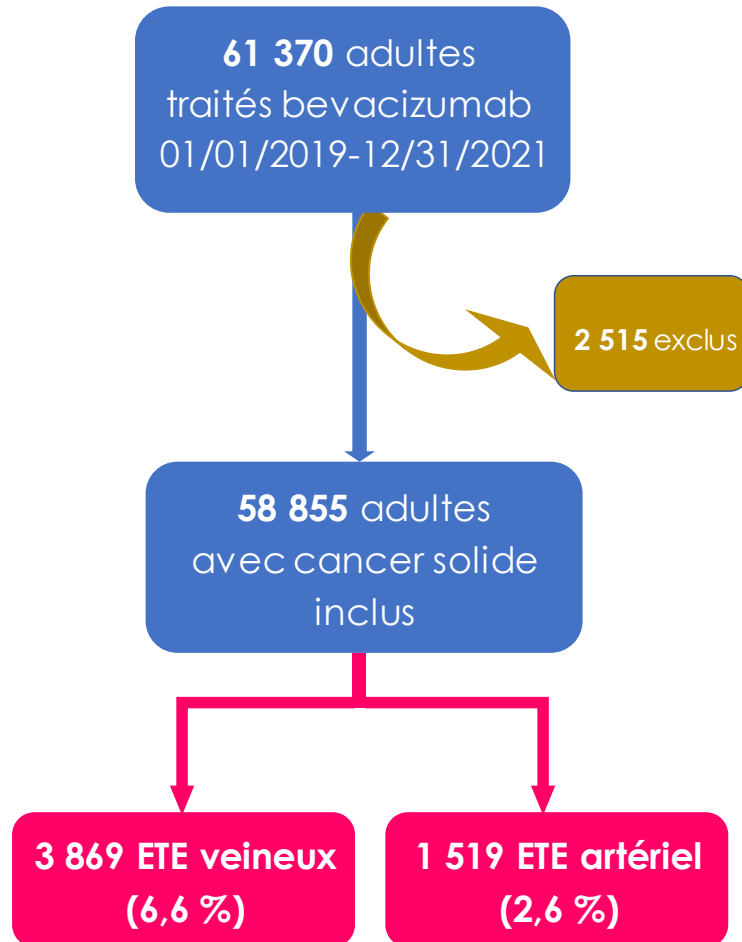 61 370 adultes
traités bevacizumab
01/01/2019-12/31/2021
2 515 exclus
58 855 adultes
avec cancer solide
inclus
3 869 ETE veineux
(6,6 %)
1 519 ETE artériel
(2,6 %)